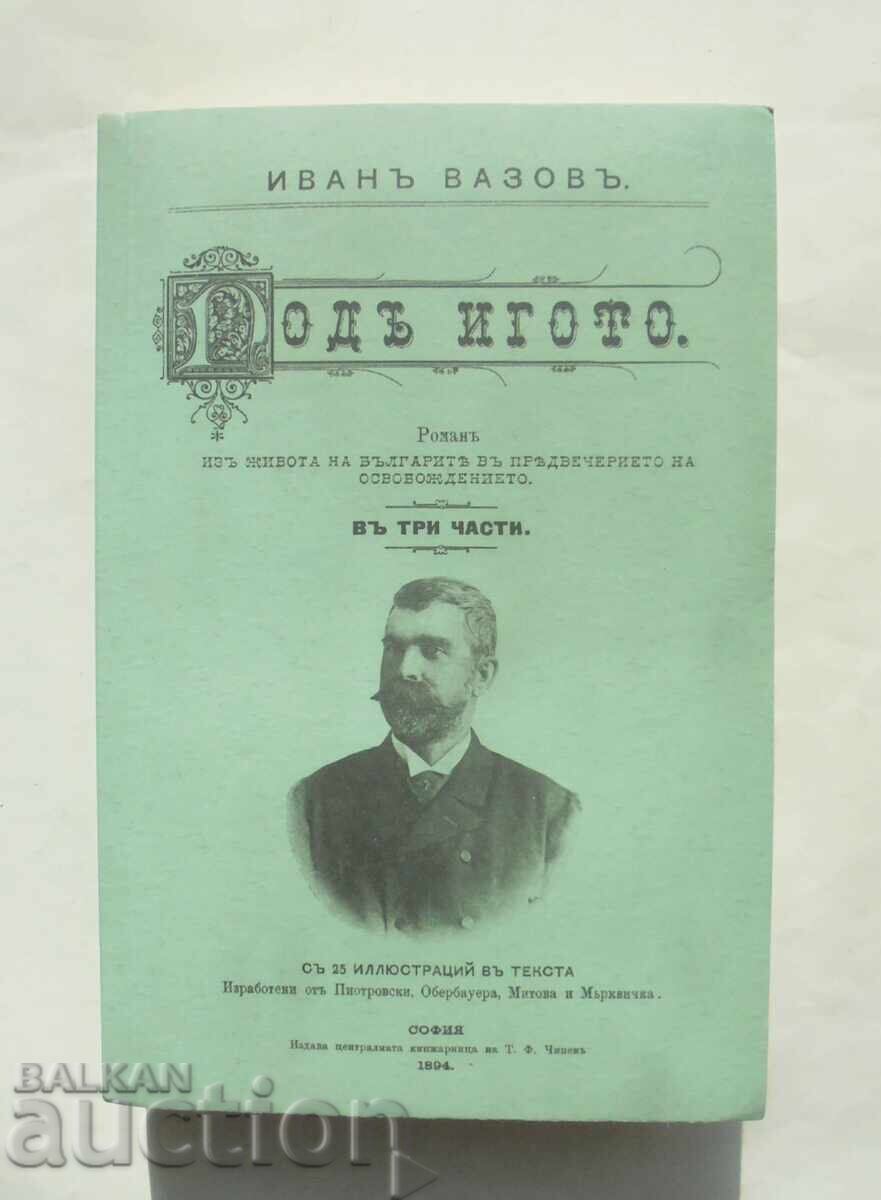 ИВАНЪ ВАЗОВЪ.
ПОДЪ ИГОТО.
Романъ
ИЗЪ ЖИВОТА НА БЪЛГАРИТѢ ВЪ ПРѢДВЕЧЕРИЕТО НА
ОСВОБОЖДЕНИЕТО.
ВЪ ТРИ ЧАСТИ.
СЪ 25 ИЛЛЮСТРАЦИЙ ВЪ ТЕКСТА
Изработени отъ Пиотровски, Обербауера, Митова и Мърквичка.
СОФИЯ
Издава централната книжарница на Т. Ф. Чипевъ
1894.
BALKAN
auction